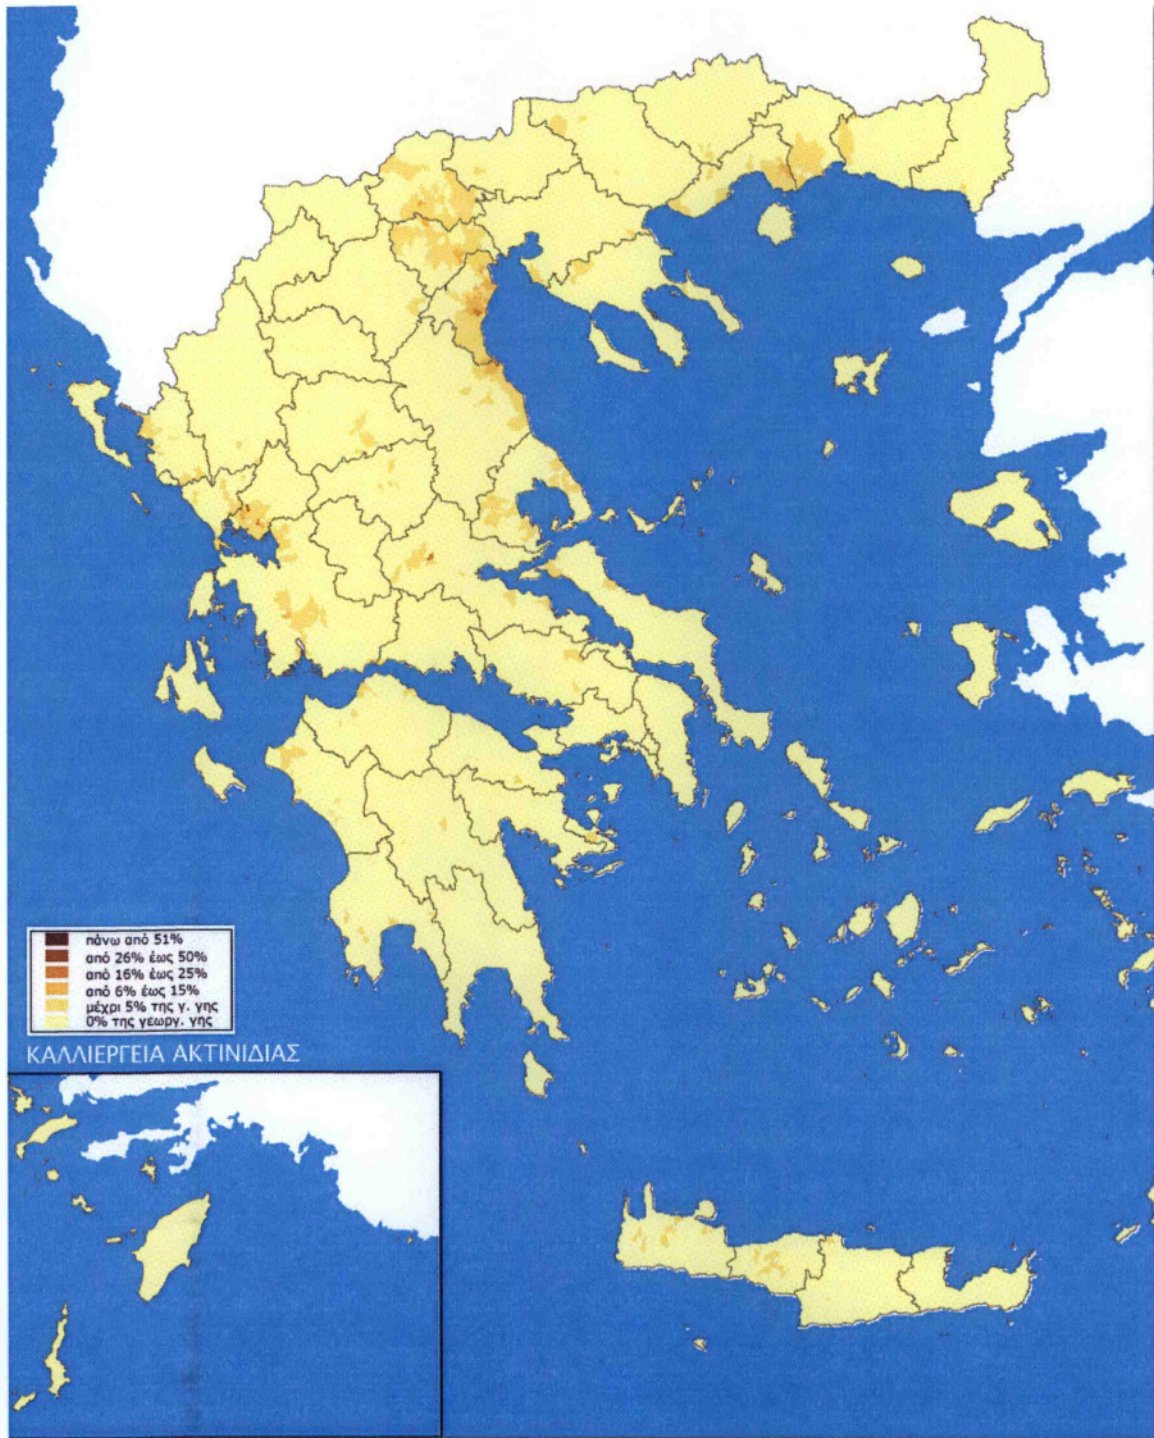 πάνω από 51%
από 26% έως 50%
από 16% έως 25%
από 6% έως 15%
μέχρι 5% της γ. γης
0% της γεωργ. γης
ΚΑΛΛΙΕΡΓΕΙΑ ΑΚΤΙΝΙΔΙΑΣ